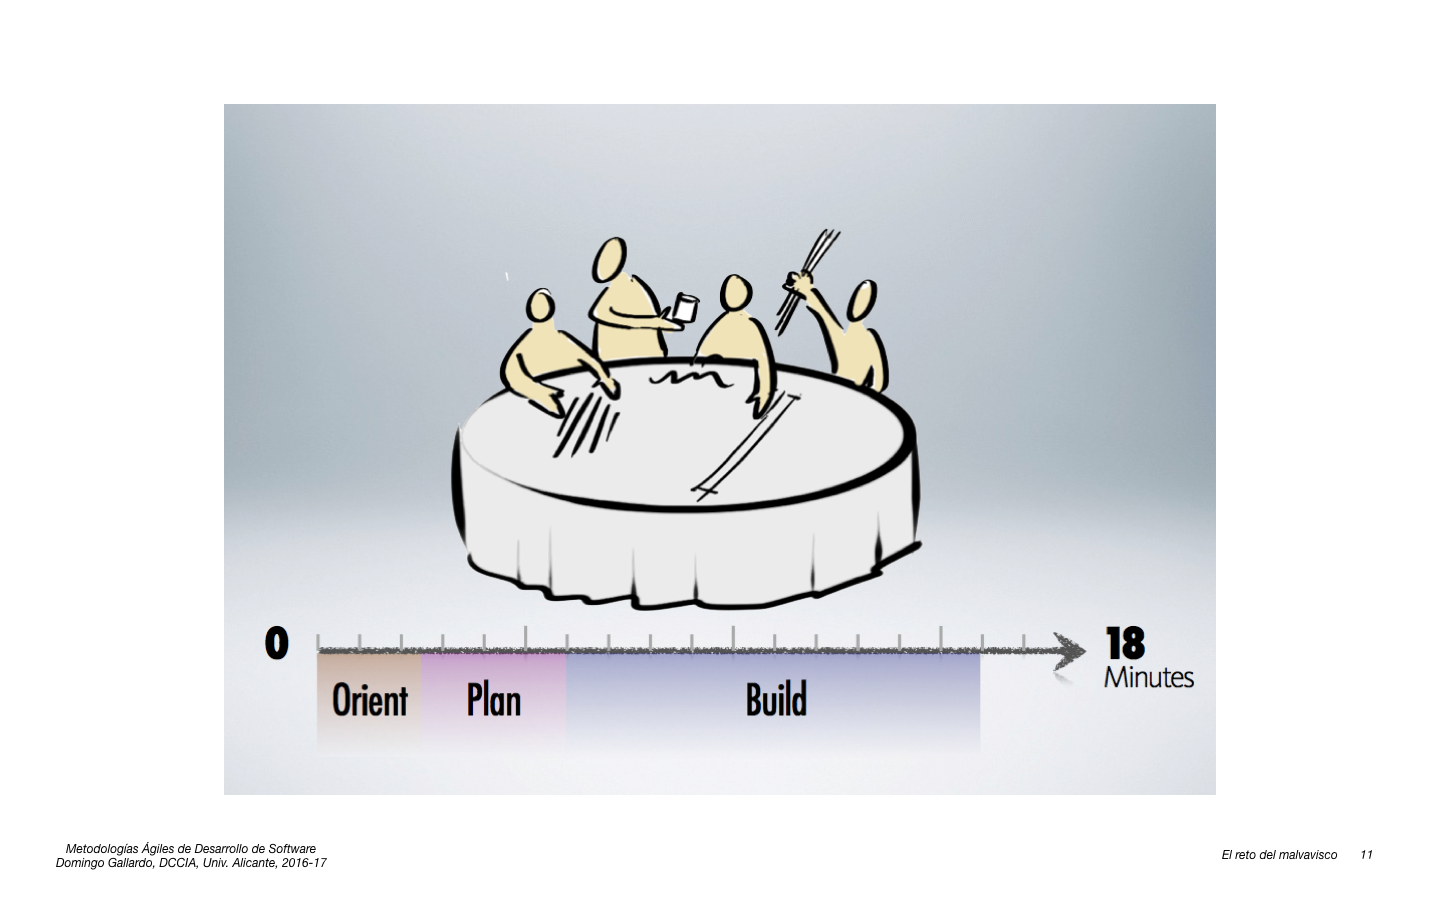 0
18
Minutes
Orient
Plan
Build
Metodologías Ágiles de Desarrollo de Software
Domingo Gallardo, DCCIA, Univ. Alicante, 2016-17
El reto del malvavisco 11